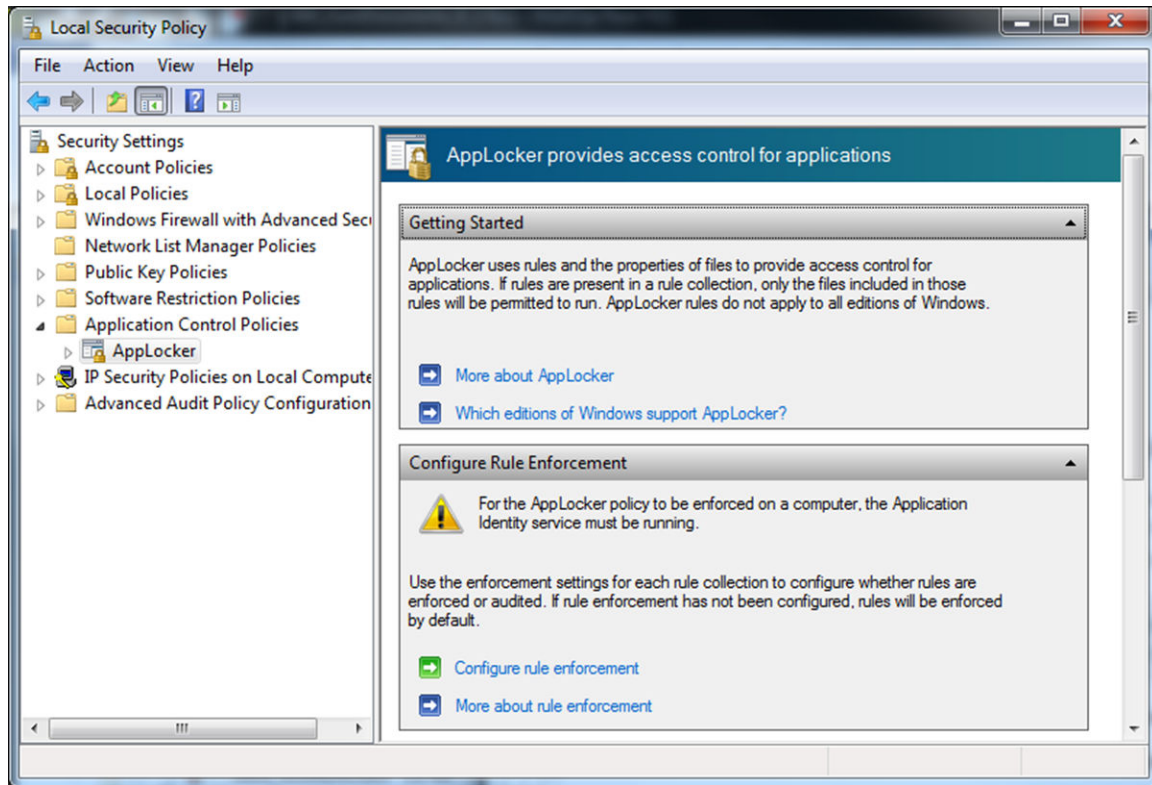 Local Security Policy
File Action View Help
Security Settings
Account Policies
Local Policies
Windows Firewall with Advanced Secu
Network List Manager Policies
Public Key Policies
Software Restriction Policies
Application Control Policies
AppLocker
IP Security Policies on Local Compute
Advanced Audit Policy Configuration
AppLocker provides access control for applications
Getting Started
AppLocker uses rules and the properties of files to provide access control for
applications. If rules are present in a rule collection, only the files included in those
rules will be permitted to run. AppLocker rules do not apply to all editions of Windows.
More about AppLocker
Which editions of Windows support AppLocker?
Configure Rule Enforcement
For the AppLocker policy to be enforced on a computer, the Application
Identity service must be running.
Use the enforcement settings for each rule collection to configure whether rules are
enforced or audited. If rule enforcement has not been configured, rules will be enforced
by default.
Configure rule enforcement
More about rule enforcement